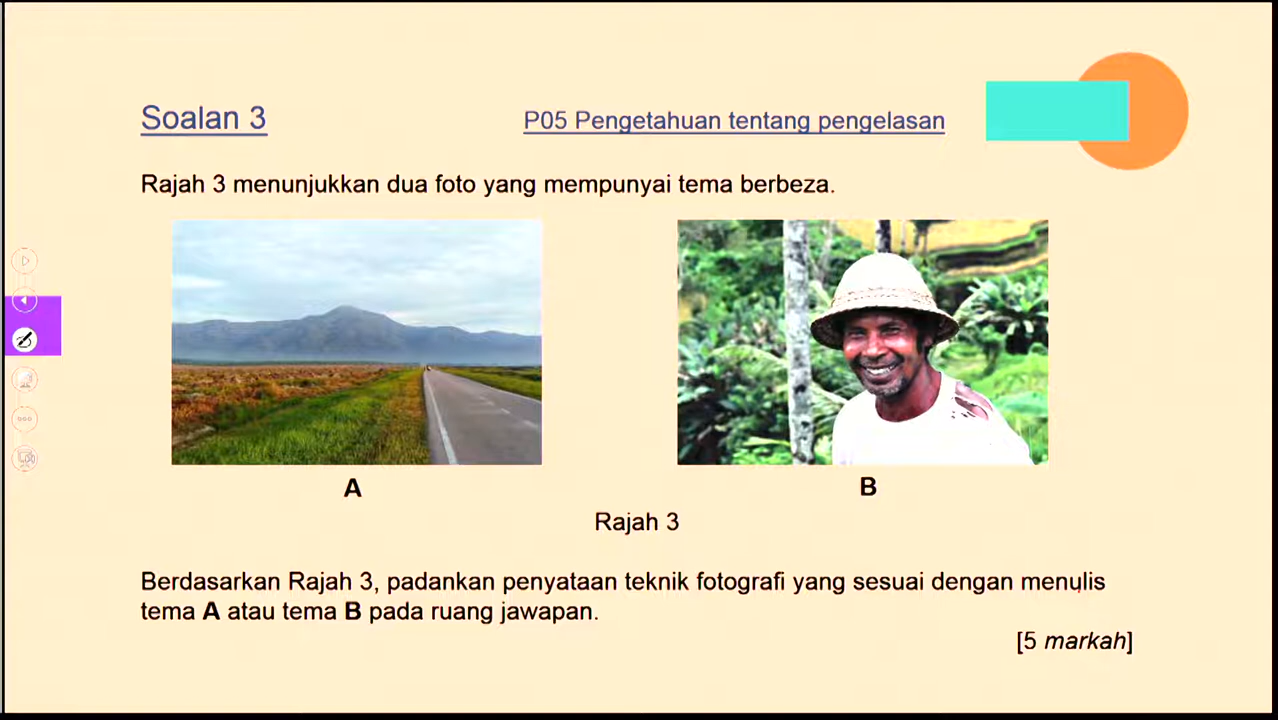 Soalan 3
P05 Pengetahuan tentang pengelasan
Rajah 3 menunjukkan dua foto yang mempunyai tema berbeza.
A
B
Rajah 3
Berdasarkan Rajah 3, padankan penyataan teknik fotografi yang sesuai dengan menulis
tema A atau tema B pada ruang jawapan.
[5 markah]